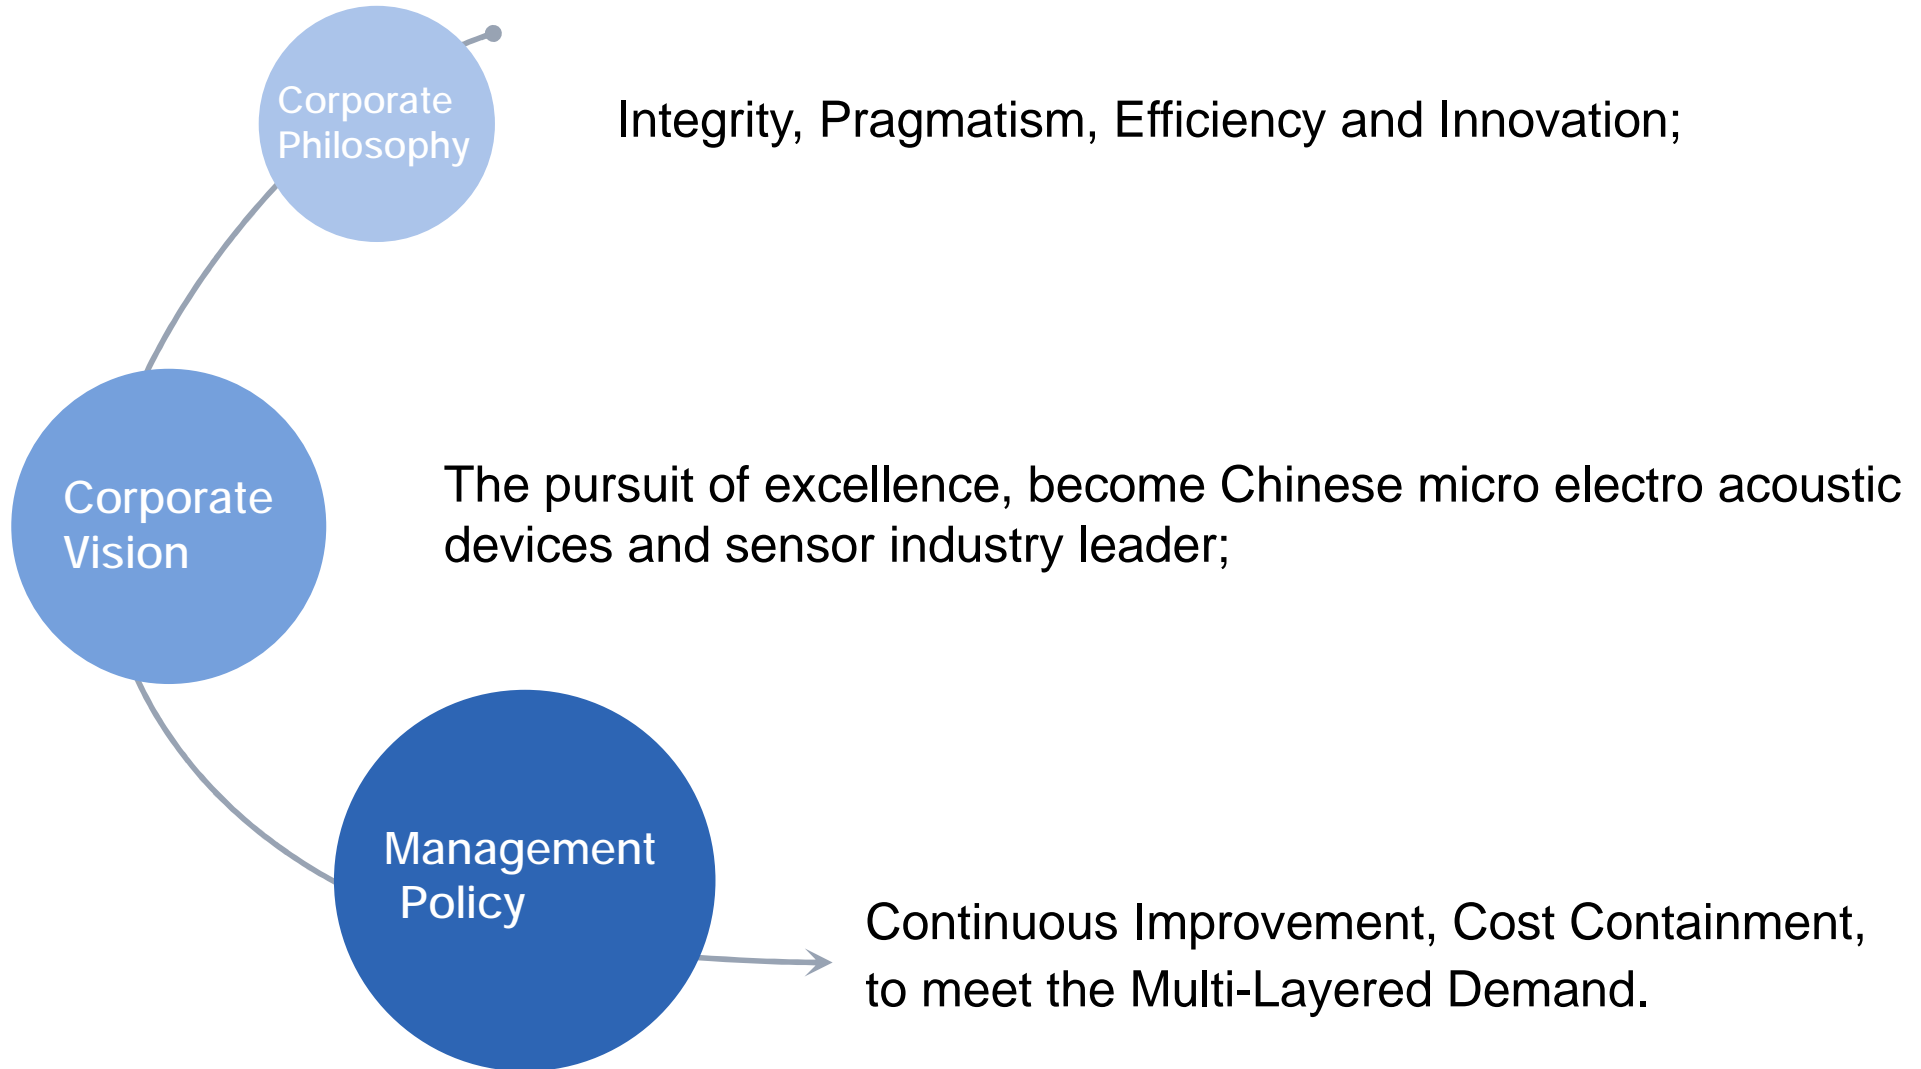 Corporate
Philosophy
Integrity, Pragmatism, Efficiency and Innovation;
Corporate
Vision
The pursuit of excellence, become Chinese micro electro acoustic
devices and sensor industry leader;
Management
Policy
Continuous Improvement, Cost Containment,
to meet the Multi-Layered Demand.